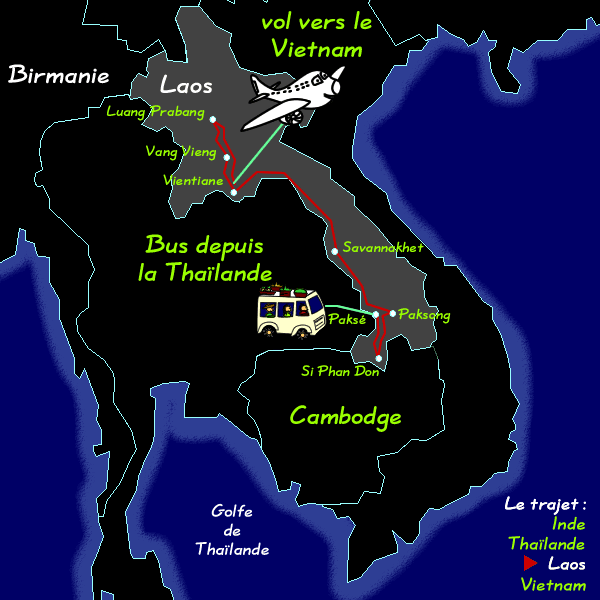 vol vers le
Vietnam
Birmanie
Laos
Luang Prabang
Vang Vieng
Vientiane
Bus depuis
la Thaïlande
Savannakhet
Paksé
Paksong
Si Phan Don
Cambodge
Golfe
de
Thaïlande
Le trajet :
Inde
Thaïlande
Laos
Vietnam